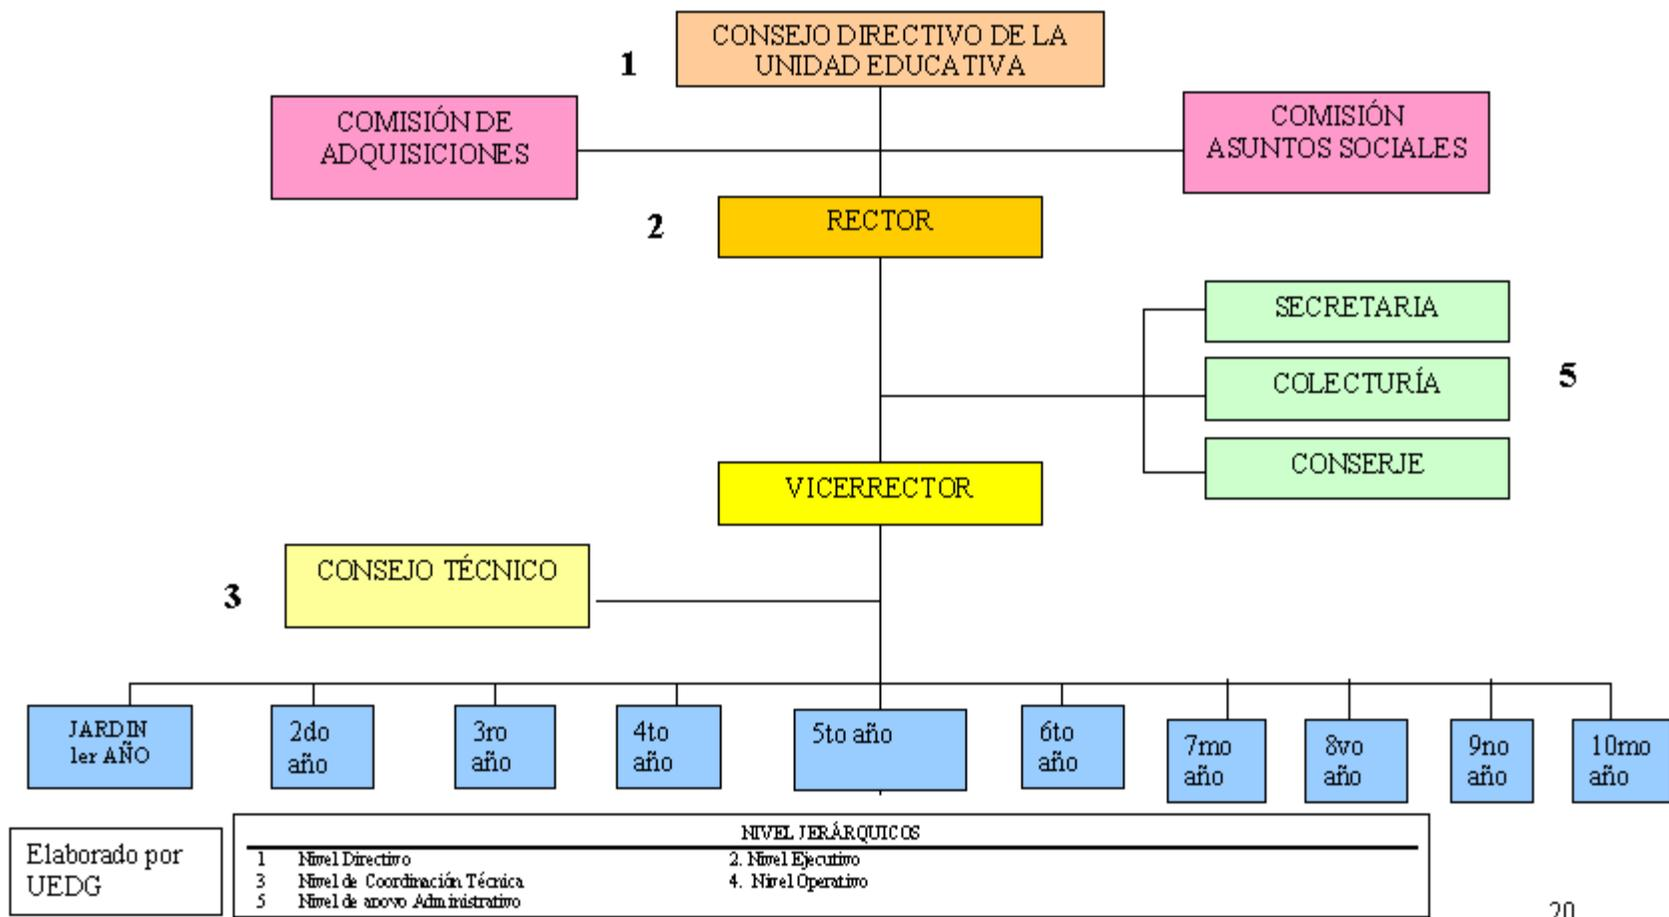 CONSEJO DIRECTIVO DE LA
UNIDAD EDUCATIVA
1
COMISIÓN DE
ADQUISICIONES
COMISIÓN
ASUNTOS SOCIALES
2
RECTOR
SECRETARIA
COLECTURÍA
5
CONSERJE
VICERRECTOR
CONSEJO TÉCNICO
3
JARDIN
1er AÑO
2do
año
3ro
año
4to
año
5to año
6to
año
7mo
año
8vo
año
9no
año
10mo
año
Elaborado por
UEDG
NIVEL JERÁRQUICOS
1 Nivel Directivo 2. Nivel Ejecutivo
3 Nivel de Coordinación Técnica 4. Nivel Operativo
5 Nivel de apoyo Administrativo
20